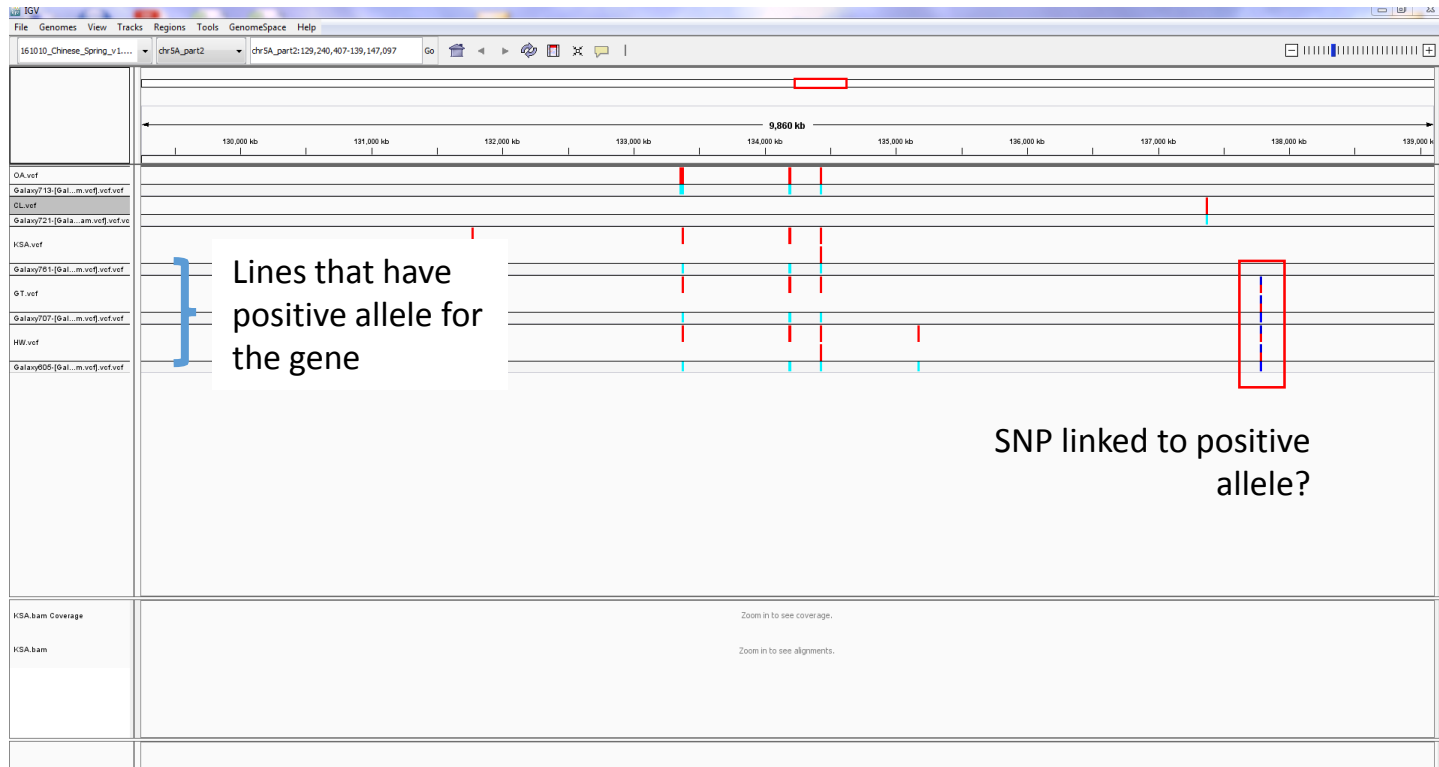 IGV
File Genomes View Tracks Regions Tools GenomeSpace Help
161010_Chinese_Spring_v1.... chr5A_part2 chr5A_part2:129,240,407-139,147,097 Go
9,860 kb
130,000 kb 131,000 kb 132,000 kb 133,000 kb 134,000 kb 135,000 kb 136,000 kb 137,000 kb 138,000 kb 139,000 k
OA.vcf
Galaxy713-[Gal...m.vcf].vcf.vcf
CL.vcf
Galaxy721-[Gala...am.vcf].vcf.vc
KSA.vcf
Galaxy761-[Gal...m.vcf].vcf.vcf
GT.vcf
Galaxy707-[Gal...m.vcf].vcf.vcf
HW.vcf
Galaxy605-[Gal...m.vcf].vcf.vcf
Lines that have
positive allele for
the gene
SNP linked to positive
allele?
KSA.bam Coverage
Zoom in to see coverage.
KSA.bam
Zoom in to see alignments.